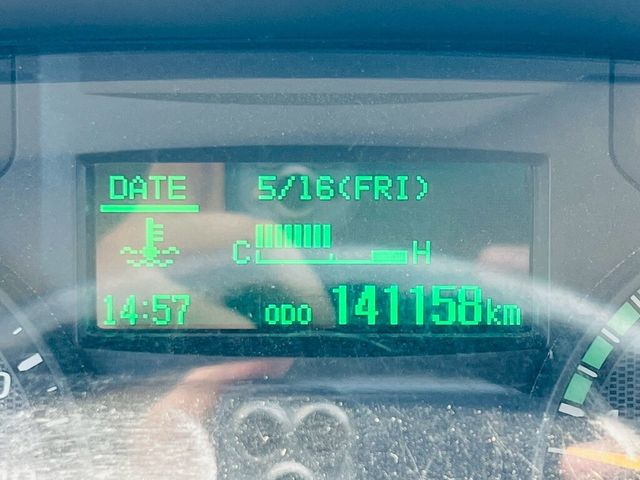 DATE 5/16(FRI)
C H
14:57 ODO 141158km